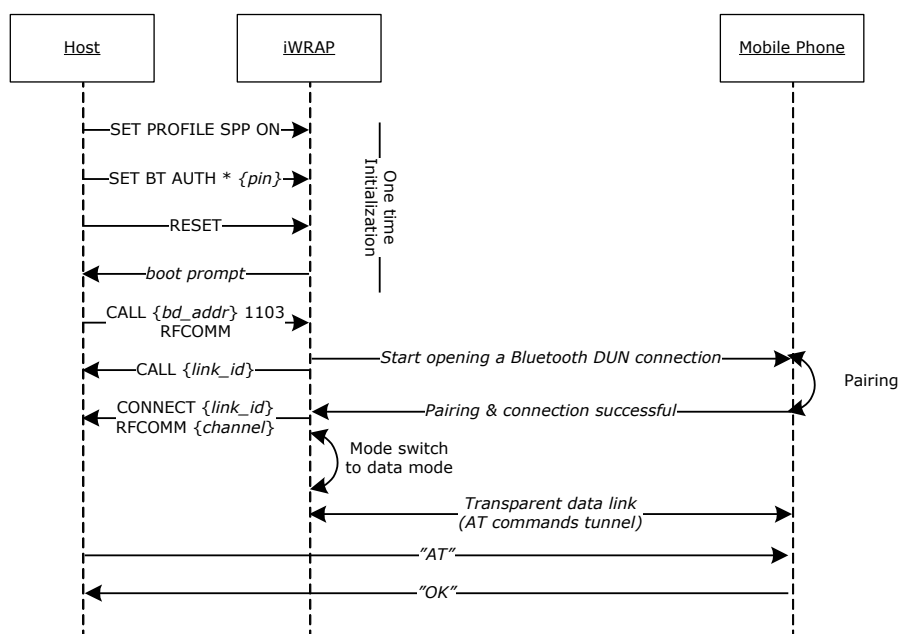 Host
iWRAP
Mobile Phone
SET PROFILE SPP ON
SET BT AUTH * {pin}
RESET
boot prompt
One time
Initialization
CALL {bd_addr} 1103
RFCOMM
Start opening a Bluetooth DUN connection
CALL {link_id}
Pairing
CONNECT {link_id}
RFCOMM {channel}
Pairing & connection successful
Mode switch
to data mode
Transparent data link
(AT commands tunnel)
”AT”
”OK”